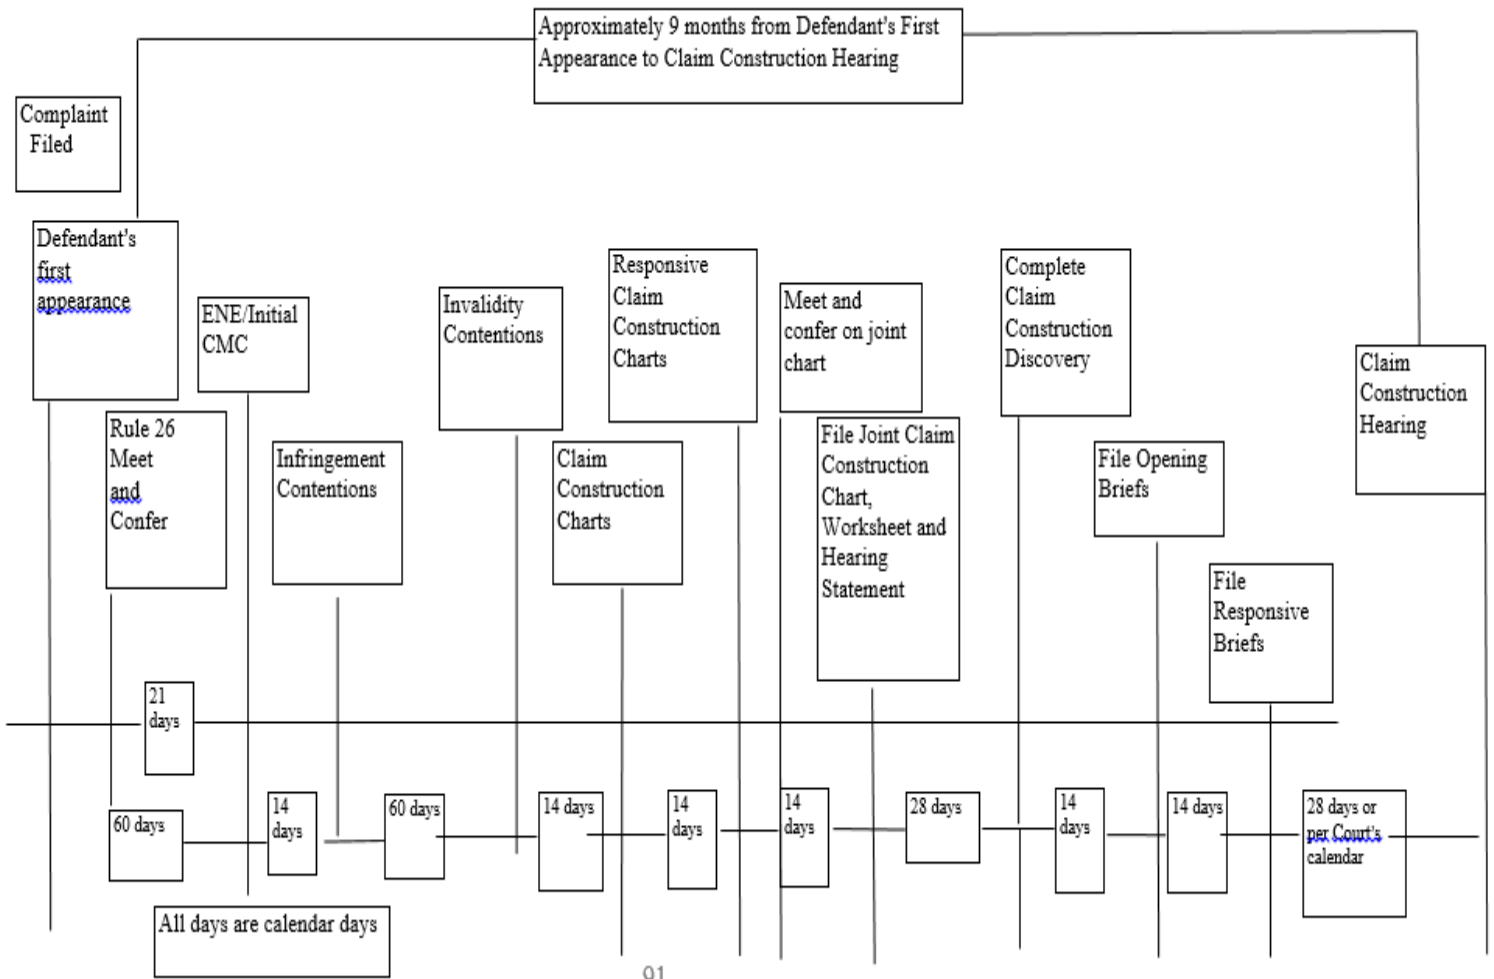 Approximately 9 months from Defendant's First
Appearance to Claim Construction Hearing
Complaint
Filed
Defendant's
first
appearance
ENE/Initial
CMC
Rule 26
Meet
and
Confer
Infringement
Contentions
Invalidity
Contentions
Claim
Construction
Charts
Responsive
Claim
Construction
Charts
Meet and
confer on joint
chart
File Joint Claim
Construction
Chart,
Worksheet and
Hearing
Statement
Complete
Claim
Construction
Discovery
File Opening
Briefs
File
Responsive
Briefs
Claim
Construction
Hearing
21
days
60 days
14
days
60 days
14 days
14
days
14
days
28 days
14
days
14 days
28 days or
per Court's
calendar
All days are calendar days
91